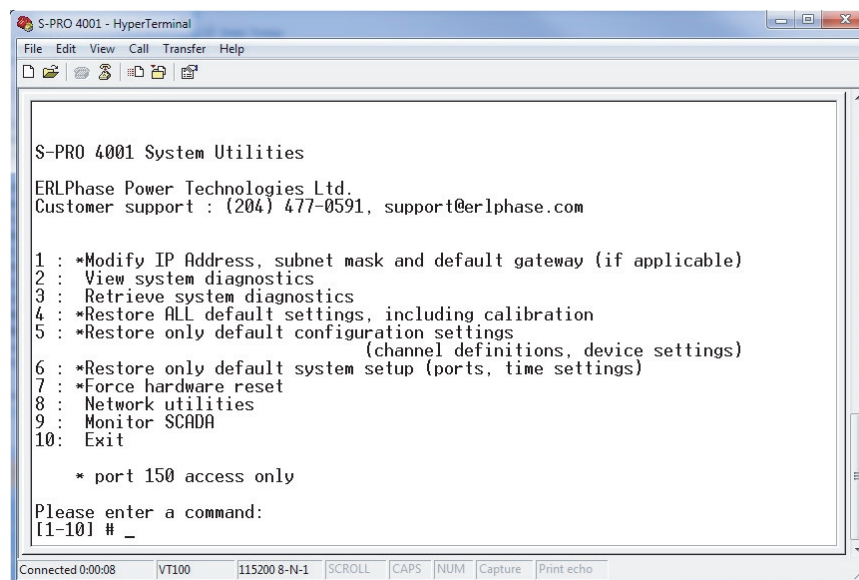 S-PRO 4001 - HyperTerminal
File Edit View Call Transfer Help
S-PRO 4001 System Utilities
ERLPhase Power Technologies Ltd.
Customer support : (204) 477-0591, support@erlphase.com
1 : *Modify IP Address, subnet mask and default gateway (if applicable)
2 : View system diagnostics
3 : Retrieve system diagnostics
4 : *Restore ALL default settings, including calibration
5 : *Restore only default configuration settings
(channel definitions, device settings)
6 : *Restore only default system setup (ports, time settings)
7 : *Force hardware reset
8 : Network utilities
9 : Monitor SCADA
10: Exit
* port 150 access only
Please enter a command:
[1-10] # _
Connected 0:00:08 VT100 115200 8-N-1 SCROLL CAPS NUM Capture Print echo